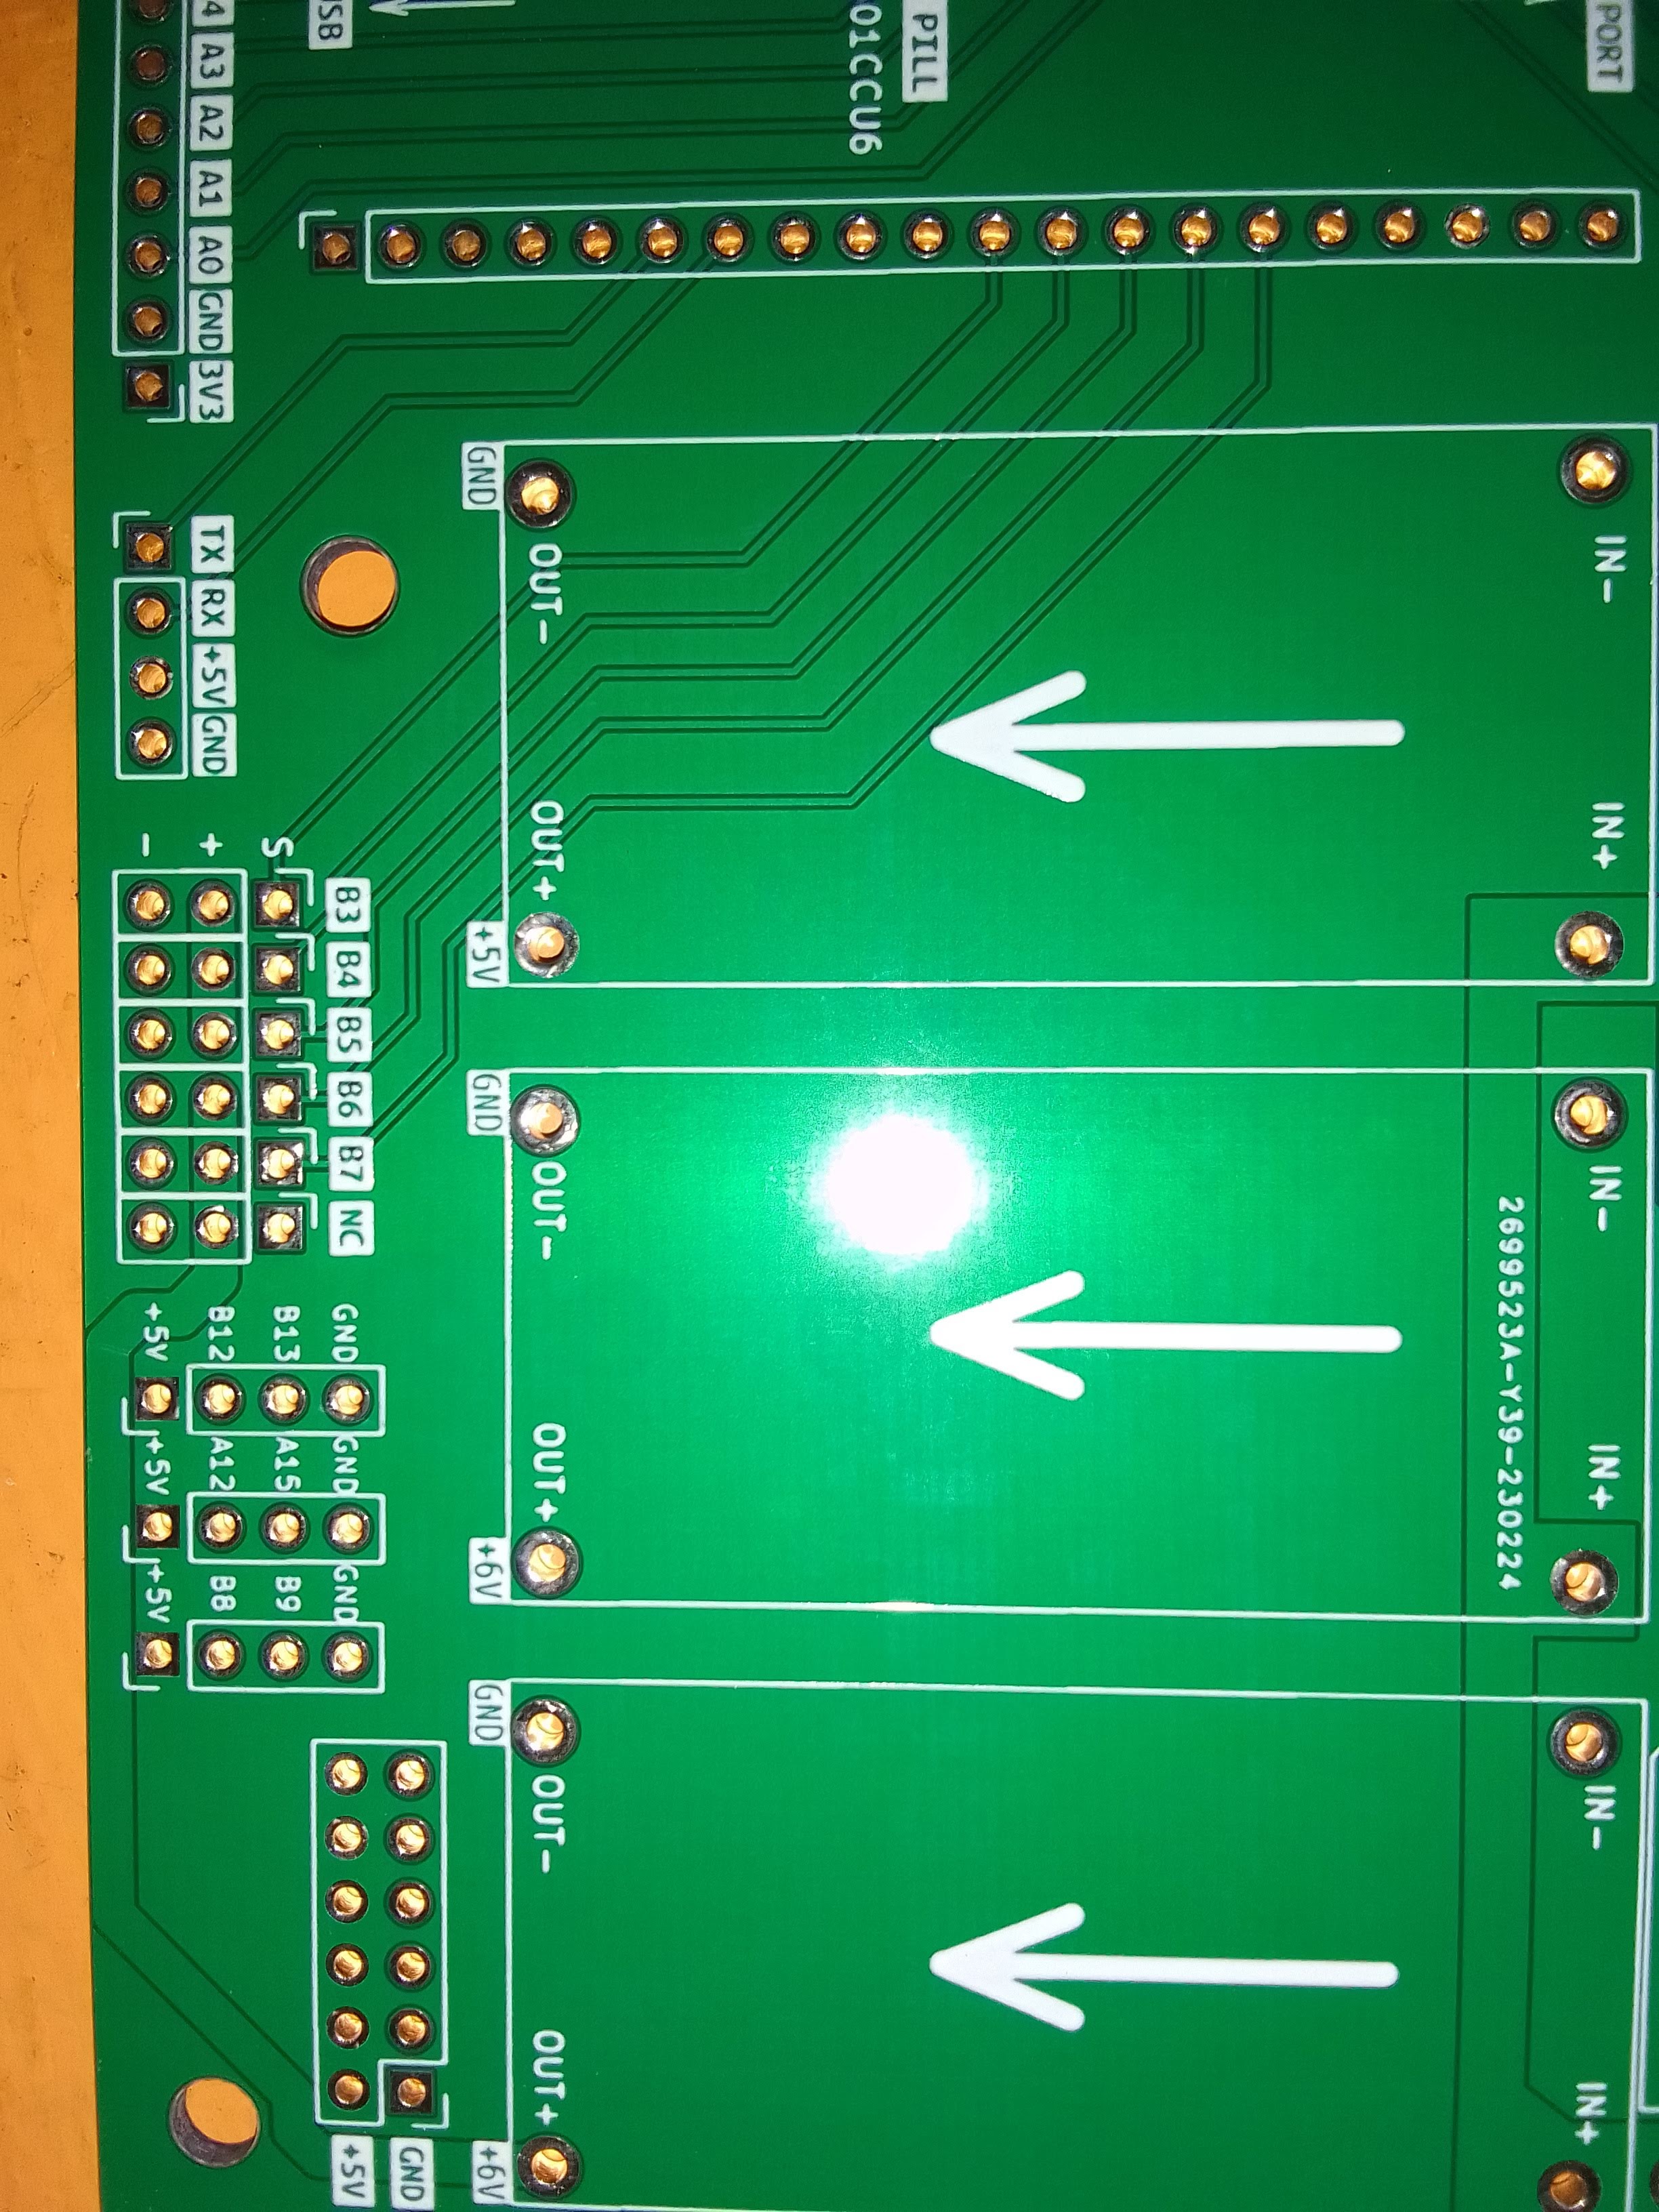 PORT
PILL
01CCU6
SB
4 A3 A2 A1 A0 GND 3V3
TX RX +5V GND
IN-
IN+
OUT-
OUT+
GND
+5V
S
+
-
B3 B4 B5 B6 B7 NC
IN-
IN+
OUT-
OUT+
GND
+6V
2699523A-Y39-230224
GND GND GND
B13 A15 B9
B12 A12 B8
+5V +5V +5V
IN-
IN+
OUT-
OUT+
GND
+6V
GND
+5V